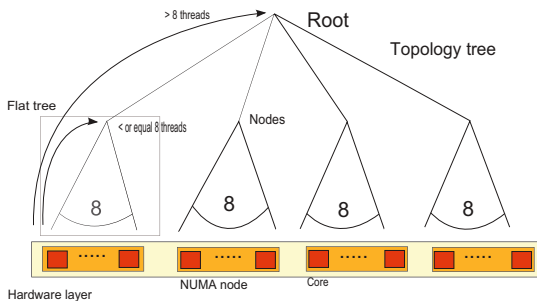 > 8 threads
Root
Topology tree
Flat tree
< or equal 8 threads
Nodes
8
8
8
8
.....
.....
.....
.....
NUMA node
Core
Hardware layer